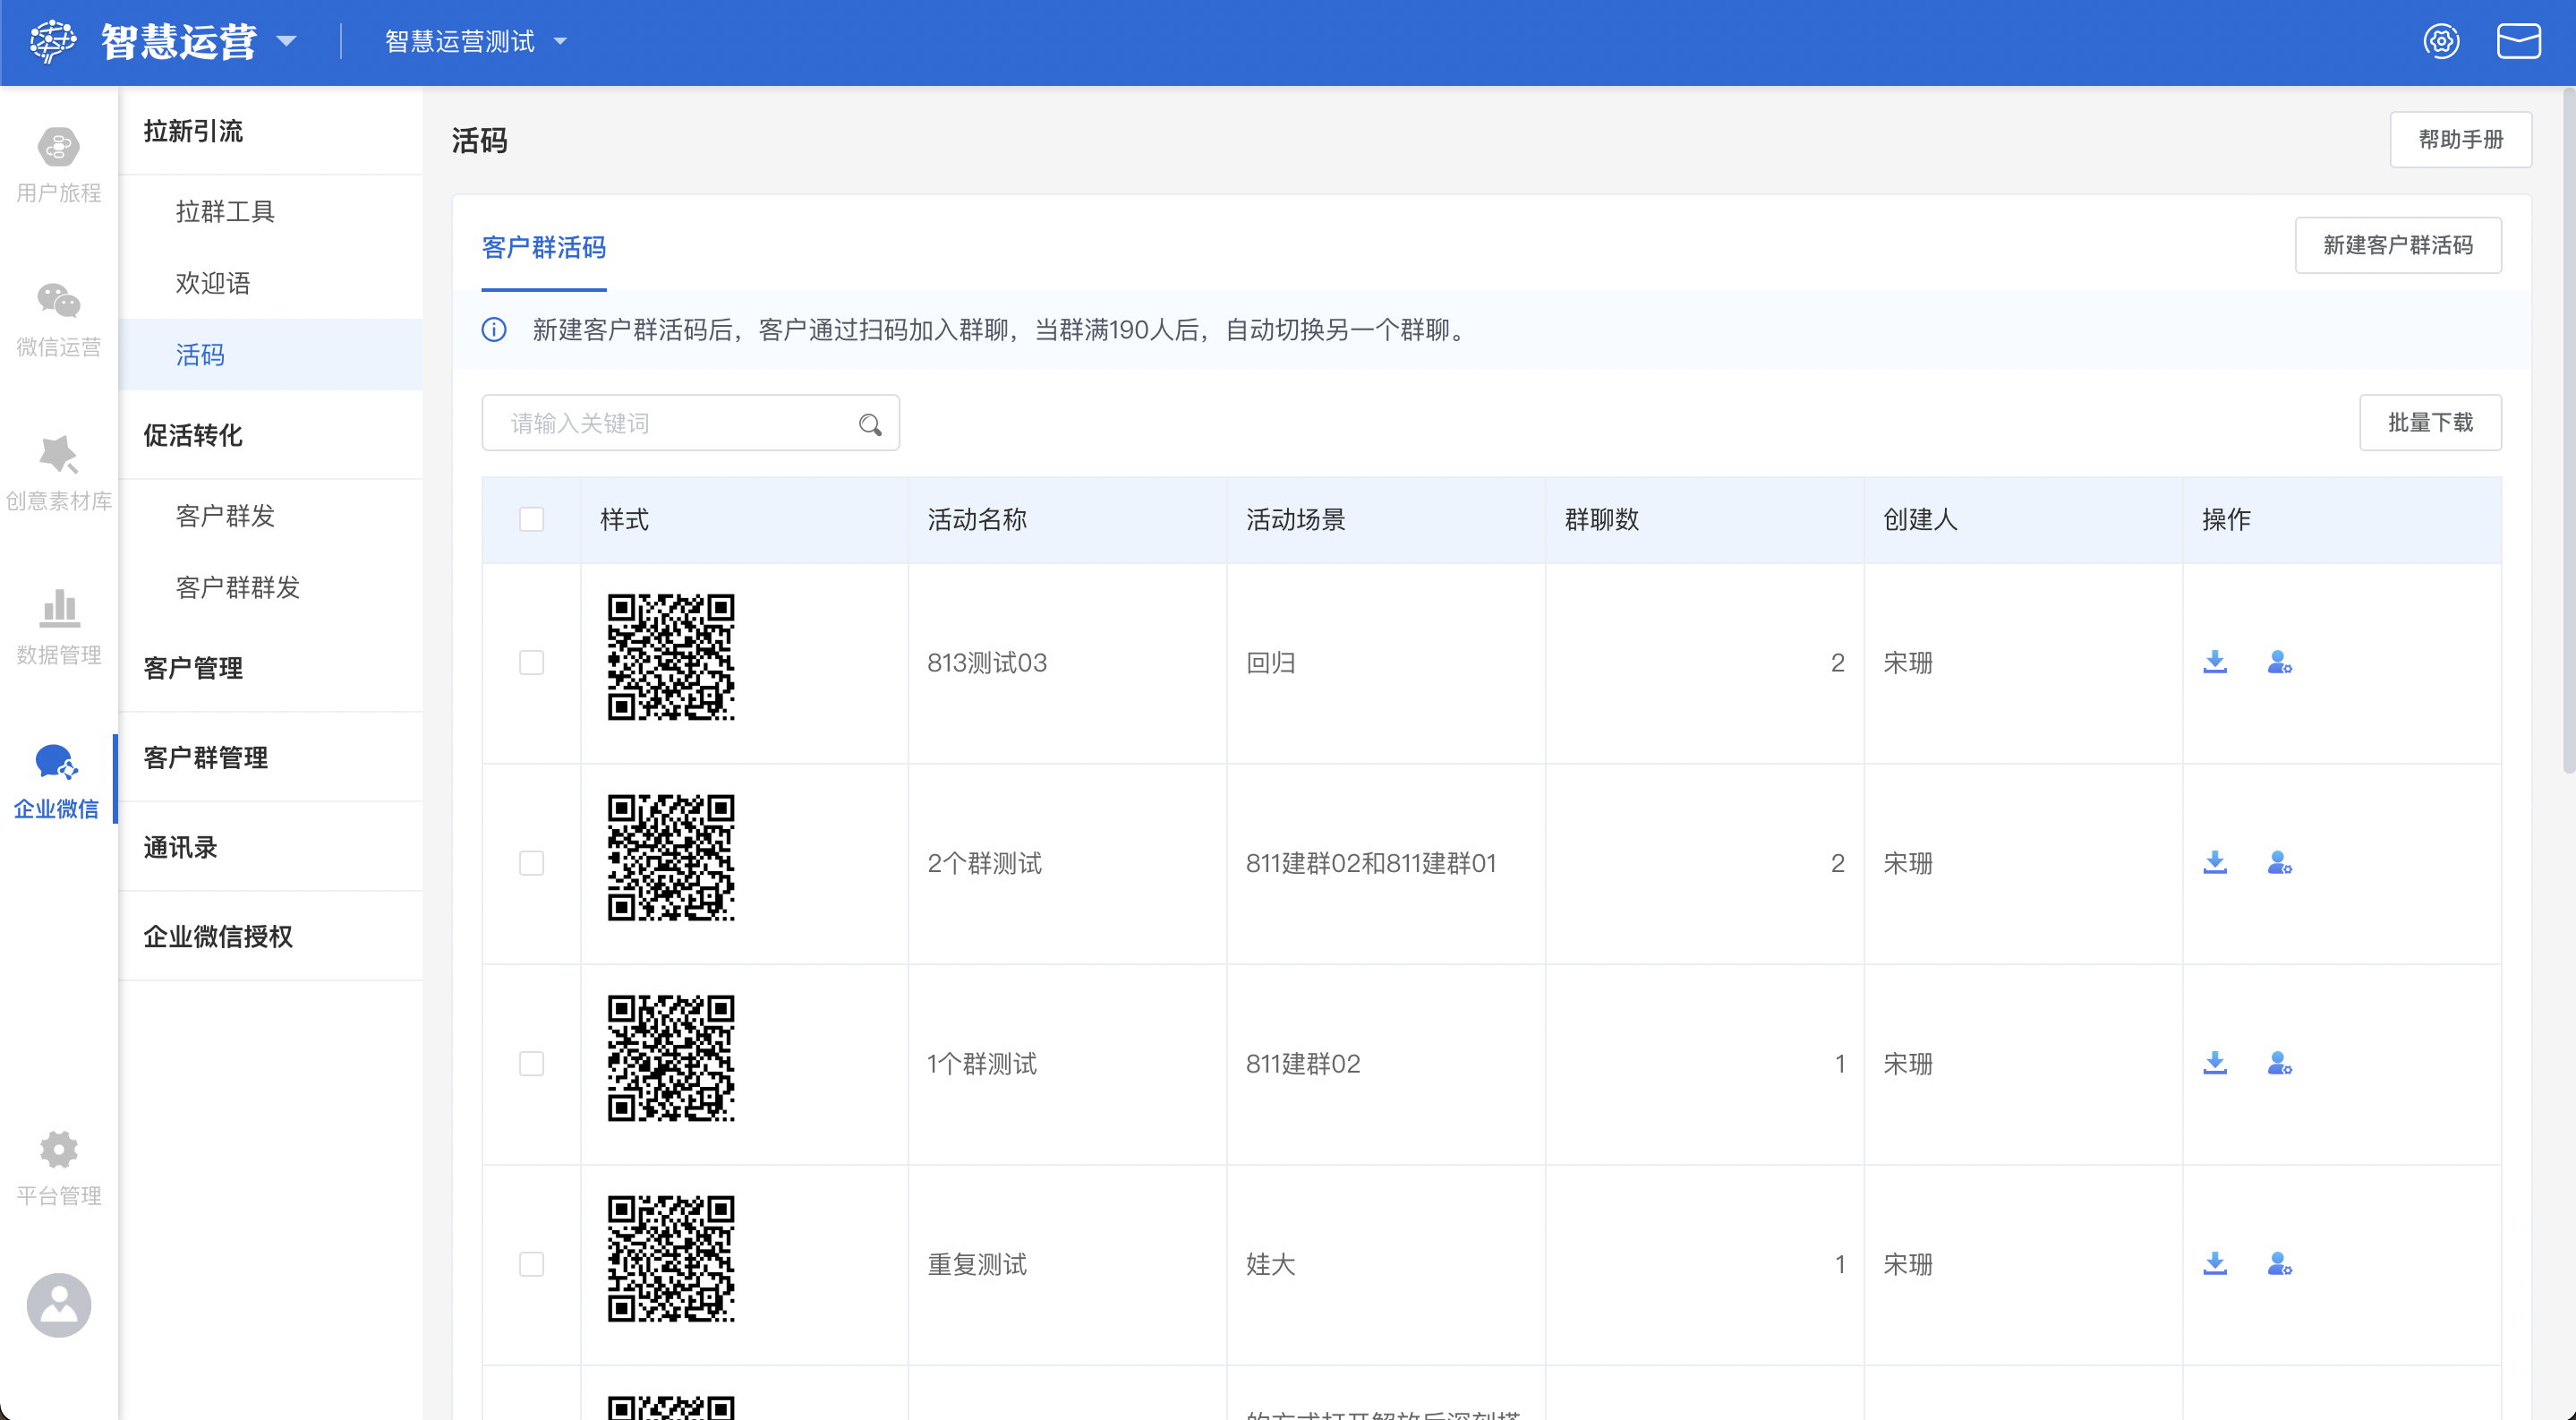 智慧运营
智慧运营测试
用户旅程
微信运营
创意素材库
数据管理
企业微信
平台管理
拉新引流
拉群工具
欢迎语
活码
促活转化
客户群发
客户群群发
客户管理
客户群管理
通讯录
企业微信授权
活码
帮助手册
客户群活码
新建客户群活码
新建客户群活码后，客户通过扫码加入群聊，当群满190人后，自动切换另一个群聊。
请输入关键词
批量下载
样式 活动名称 活动场景 群聊数 创建人 操作
813测试03 回归 2 宋珊
2个群测试 811建群02和811建群01 2 宋珊
1个群测试 811建群02 1 宋珊
重复测试 娃大 1 宋珊